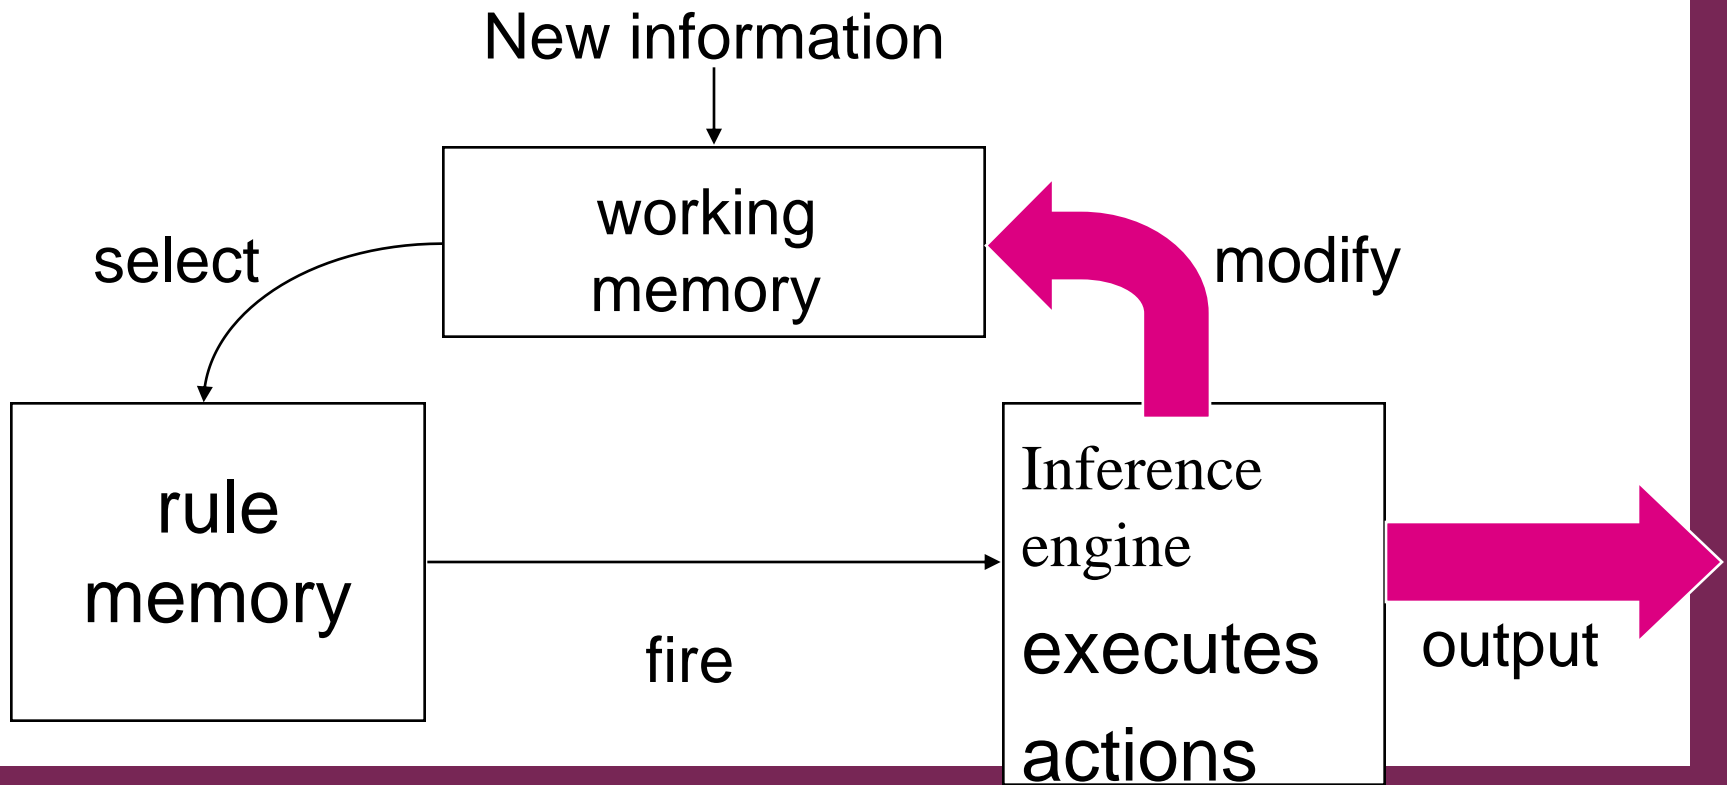 New information
working
memory
select
modify
rule
memory
fire
Inference
engine
executes
actions
output